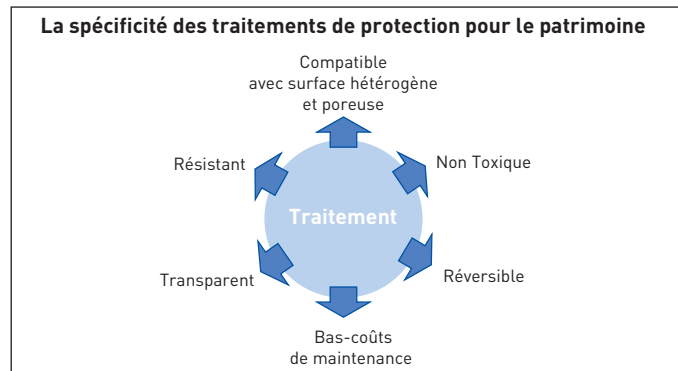 La spécificité des traitements de protection pour le patrimoine
Compatible
avec surface hétérogène
et poreuse
Résistant
Non Toxique
Traitement
Transparent
Réversible
Bas-coûts
de maintenance